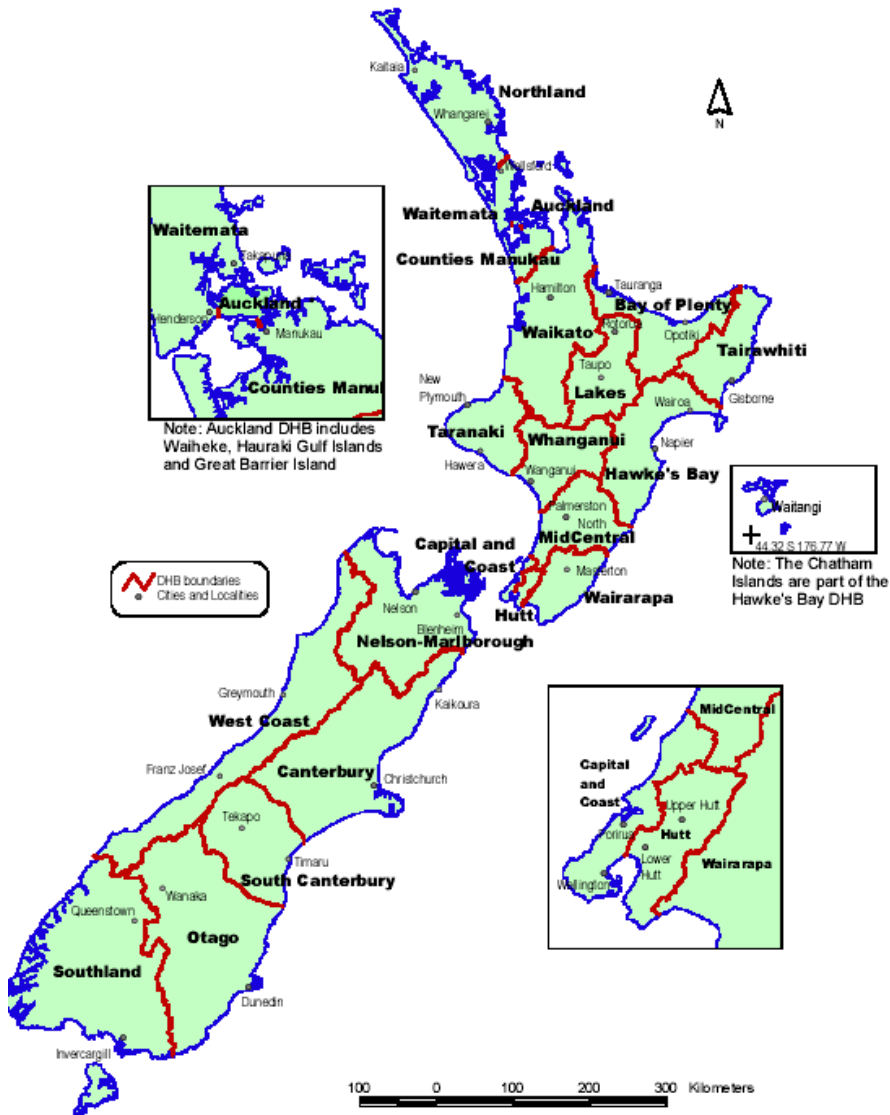 Kaitaia
Northland
Whangarei
N
Wellsford
Waitemata
Auckland
Counties Manukau
Hamilton
Tauranga
Bay of Plenty
Waikato
Rotorua
Opotiki
Tairawhiti
Taupo
Lakes
New
Plymouth
Gisborne
Wairoa
Taranaki
Whanganui
Napier
Hawera
Wanganui
Hawke's Bay
Palmerston
North
MidCentral
Capital and
Coast
Masterton
Wairarapa
Hutt
Waitemata
Takapuna
Auckland
Henderson
Manukau
Counties Manul
Note: Auckland DHB includes
Waiheke, Hauraki Gulf Islands
and Great Barrier Island
Waitangi
44.32 S 176.77 W
Note: The Chatham
Islands are part of the
Hawke's Bay DHB
DHB boundaries
Cities and Localities
Nelson
Blenheim
Nelson-Marlborough
Greymouth
West Coast
Kaikoura
Franz Josef
Canterbury
Christchurch
Tekapo
Timaru
South Canterbury
Wanaka
Queenstown
Otago
Southland
Dunedin
Invercargill
MidCentral
Capital
and
Coast
Upper Hutt
Porirua
Hutt
Lower
Hutt
Wairarapa
Wellington
100 0 100 200 300 Kilometers